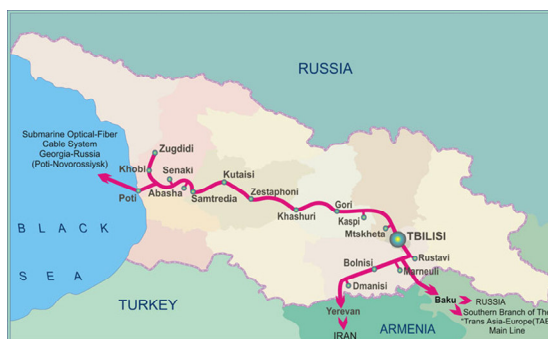 RUSSIA
Submarine Optical-Fiber
Cable System
Georgia-Russia
(Poti-Novorossiysk)
Zugdidi
Khobi
Senaki
Kutaisi
Poti
Abasha
Samtredia
Zestaphoni
Khashuri
Gori
Kaspi
Mtskheta
TBILISI
BLACK
SEA
Rustavi
Bolnisi
Marneuli
Dmanisi
TURKEY
Yerevan
ARMENIA
IRAN
Baku
RUSSIA
Southern Branch of The
"Trans Asia-Europe(TAE
Main Line